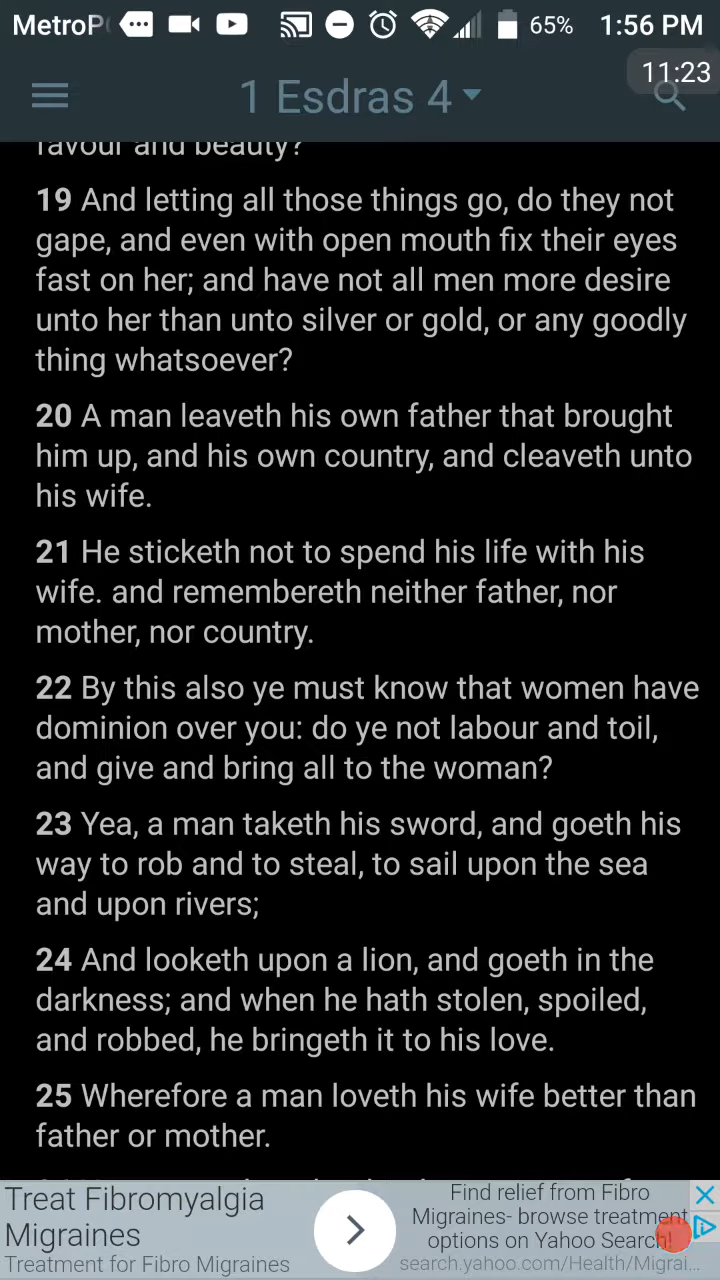 MetroP
65% 1:56 PM
11:23
1 Esdras 4
favour and beauty?
19 And letting all those things go, do they not
gape, and even with open mouth fix their eyes
fast on her; and have not all men more desire
unto her than unto silver or gold, or any goodly
thing whatsoever?
20 A man leaveth his own father that brought
him up, and his own country, and cleaveth unto
his wife.
21 He sticketh not to spend his life with his
wife. and remembereth neither father, nor
mother, nor country.
22 By this also ye must know that women have
dominion over you: do ye not labour and toil,
and give and bring all to the woman?
23 Yea, a man taketh his sword, and goeth his
way to rob and to steal, to sail upon the sea
and upon rivers;
24 And looketh upon a lion, and goeth in the
darkness; and when he hath stolen, spoiled,
and robbed, he bringeth it to his love.
25 Wherefore a man loveth his wife better than
father or mother.
Treat Fibromyalgia
Migraines
Treatment for Fibro Migraines
Find relief from Fibro
Migraines- browse treatment
options on Yahoo Search!
search.yahoo.com/Health/Migrai...